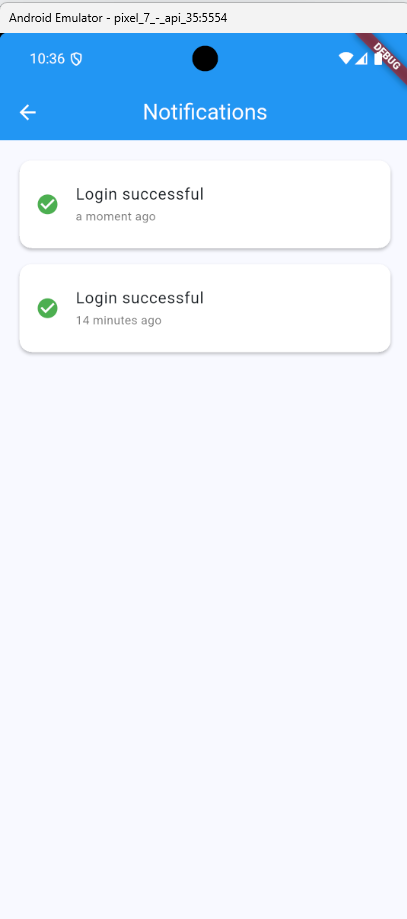 Android Emulator - pixel_7_-_api_35:5554
10:36
DEBUG
Notifications
Login successful
a moment ago
Login successful
14 minutes ago